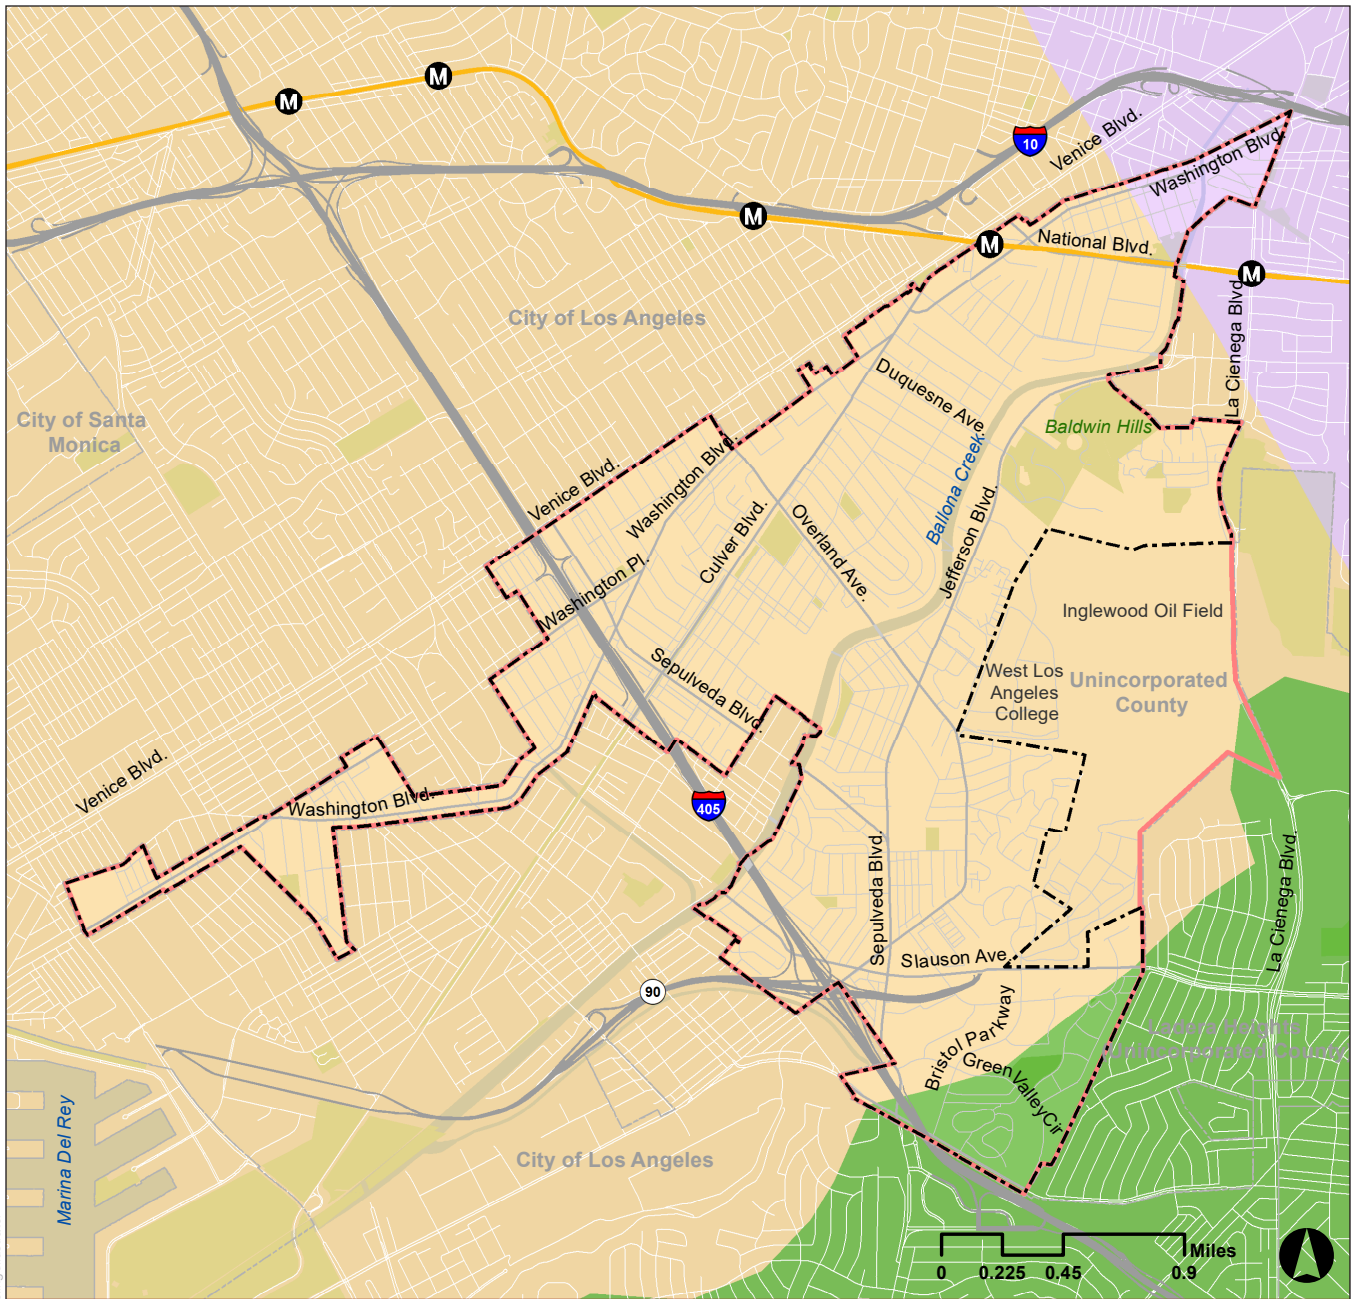 M
M
10
Venice Blvd.
Washington Blvd.
M
M
National Blvd.
M
City of Los Angeles
La Cienega Blvd.
Duquesne Ave.
City of Santa
Monica
Baldwin Hills
Washington Blvd.
Venice Blvd.
Ballona Creek
Culver Blvd.
Overland Ave.
Jefferson Blvd.
Washington Pl.
Inglewood Oil Field
West Los
Angeles
College
Unincorporated
County
Sepulveda Blvd.
Venice Blvd.
Washington Blvd.
405
Sepulveda Blvd.
La Cienega Blvd.
Slauson Ave.
90
Bristol Parkway
Ladera Heights
Unincorporated County
Green Valley Cir
Marina Del Rey
City of Los Angeles
Miles
0
0.225
0.45
0.9